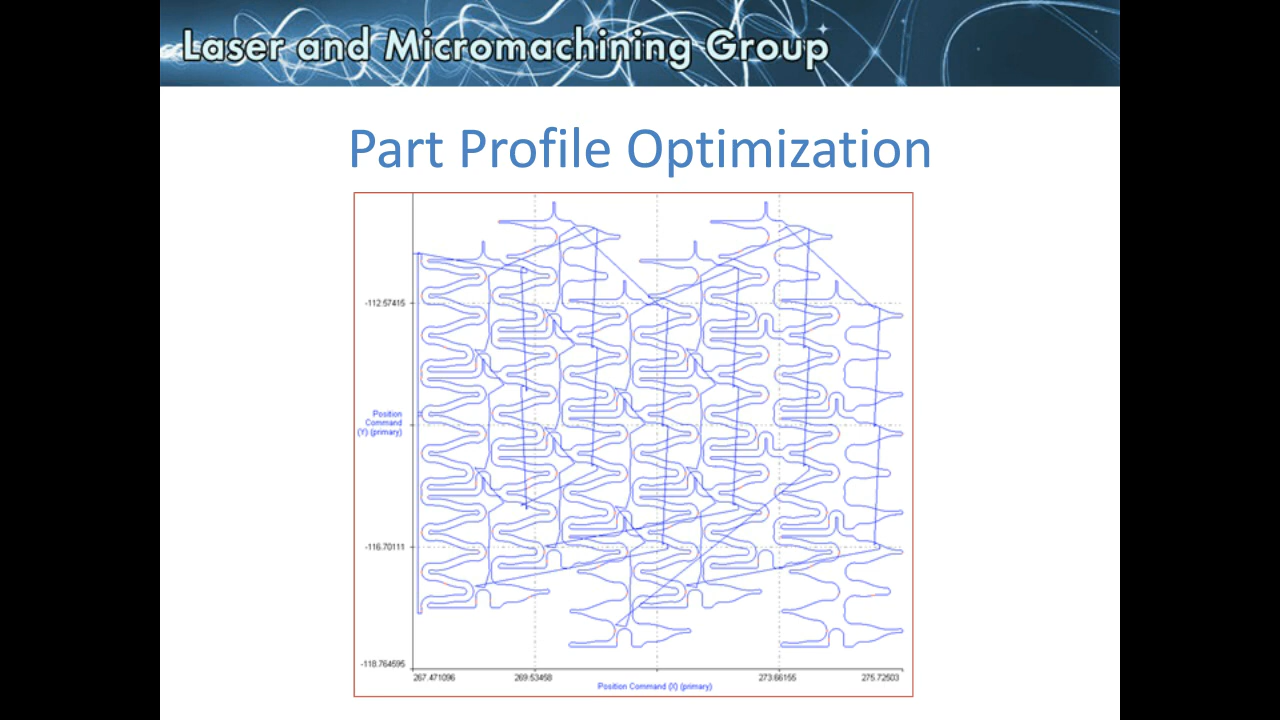 Laser and Micromachining Group
Part Profile Optimization
-112.57415
Position
Command
(Y) (primary)
-116.70111
-118.764595
267.471096
269.53458
273.66155
275.72503
Position Command (X) (primary)